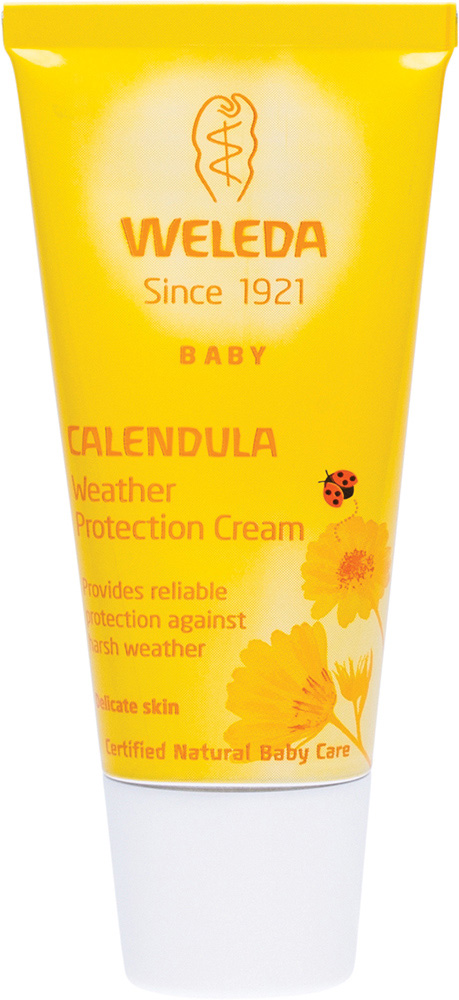 WELEDA
Since 1921
BABY
CALENDULA
Weather
Protection Cream
Provides reliable
protection against
harsh weather
Delicate skin
Certified Natural Baby Care